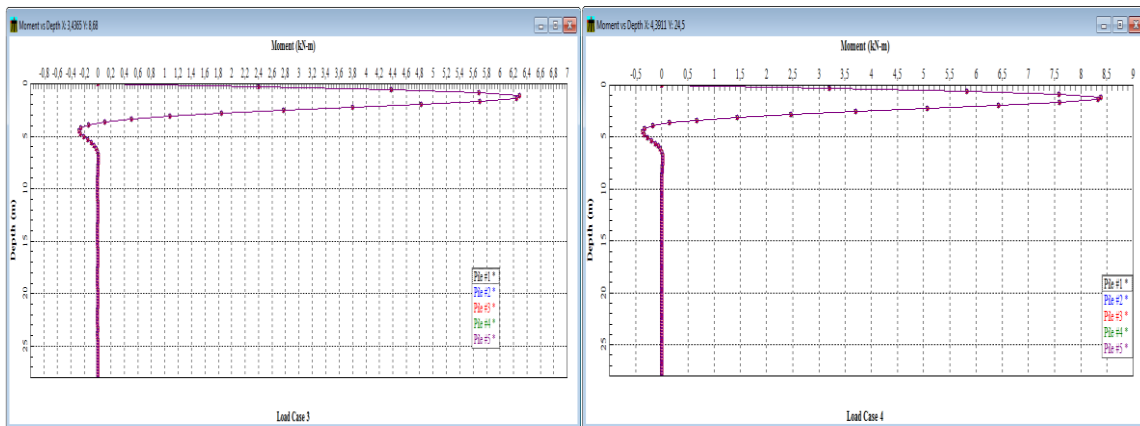 Moment vs Depth X: 3,4365 Y: 8,68
Moment (kN-m)
-0,8 -0,6 -0,4 -0,2 0 0,2 0,4 0,6 0,8 1 1,2 1,4 1,6 1,8 2 2,2 2,4 2,6 2,8 3 3,2 3,4 3,6 3,8 4 4,2 4,4 4,6 4,8 5 5,2 5,4 5,6 5,8 6 6,2 6,4 6,6 6,8 7
0
5
10
15
20
25
Depth (m)
Pile #1 *
Pile #2 *
Pile #3 *
Pile #4 *
Pile #5 *
Load Case 3
Moment vs Depth X: 4,3911 Y: 24,5
Moment (kN-m)
-0,5 0 0,5 1 1,5 2 2,5 3 3,5 4 4,5 5 5,5 6 6,5 7 7,5 8 8,5 9
0
5
10
15
20
25
Depth (m)
Pile #1 *
Pile #2 *
Pile #3 *
Pile #4 *
Pile #5 *
Load Case 4